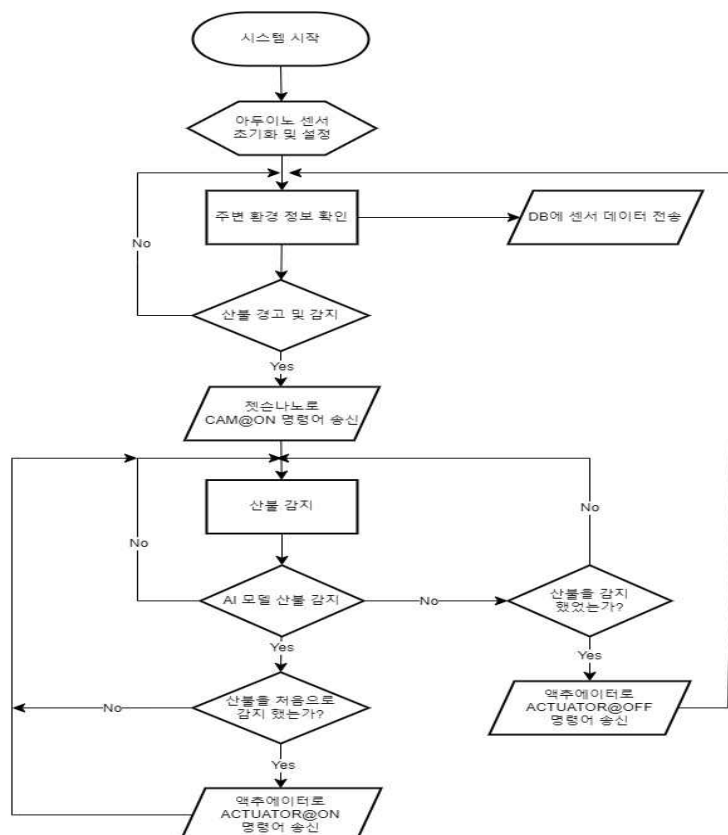 시스템 시작
아두이노 센서
초기화 및 설정
주변 환경 정보 확인
DB에 센서 데이터 전송
No
산불 경고 및 감지
Yes
젯슨나노로
CAM@ON 명령어 송신
산불 감지
No
No
AI 모델 산불 감지
No
산불을 감지
했었는가?
Yes
Yes
산불을 처음으로
감지 했는가?
No
액추에이터로
ACTUATOR@OFF
명령어 송신
Yes
액추에이터로
ACTUATOR@ON
명령어 송신